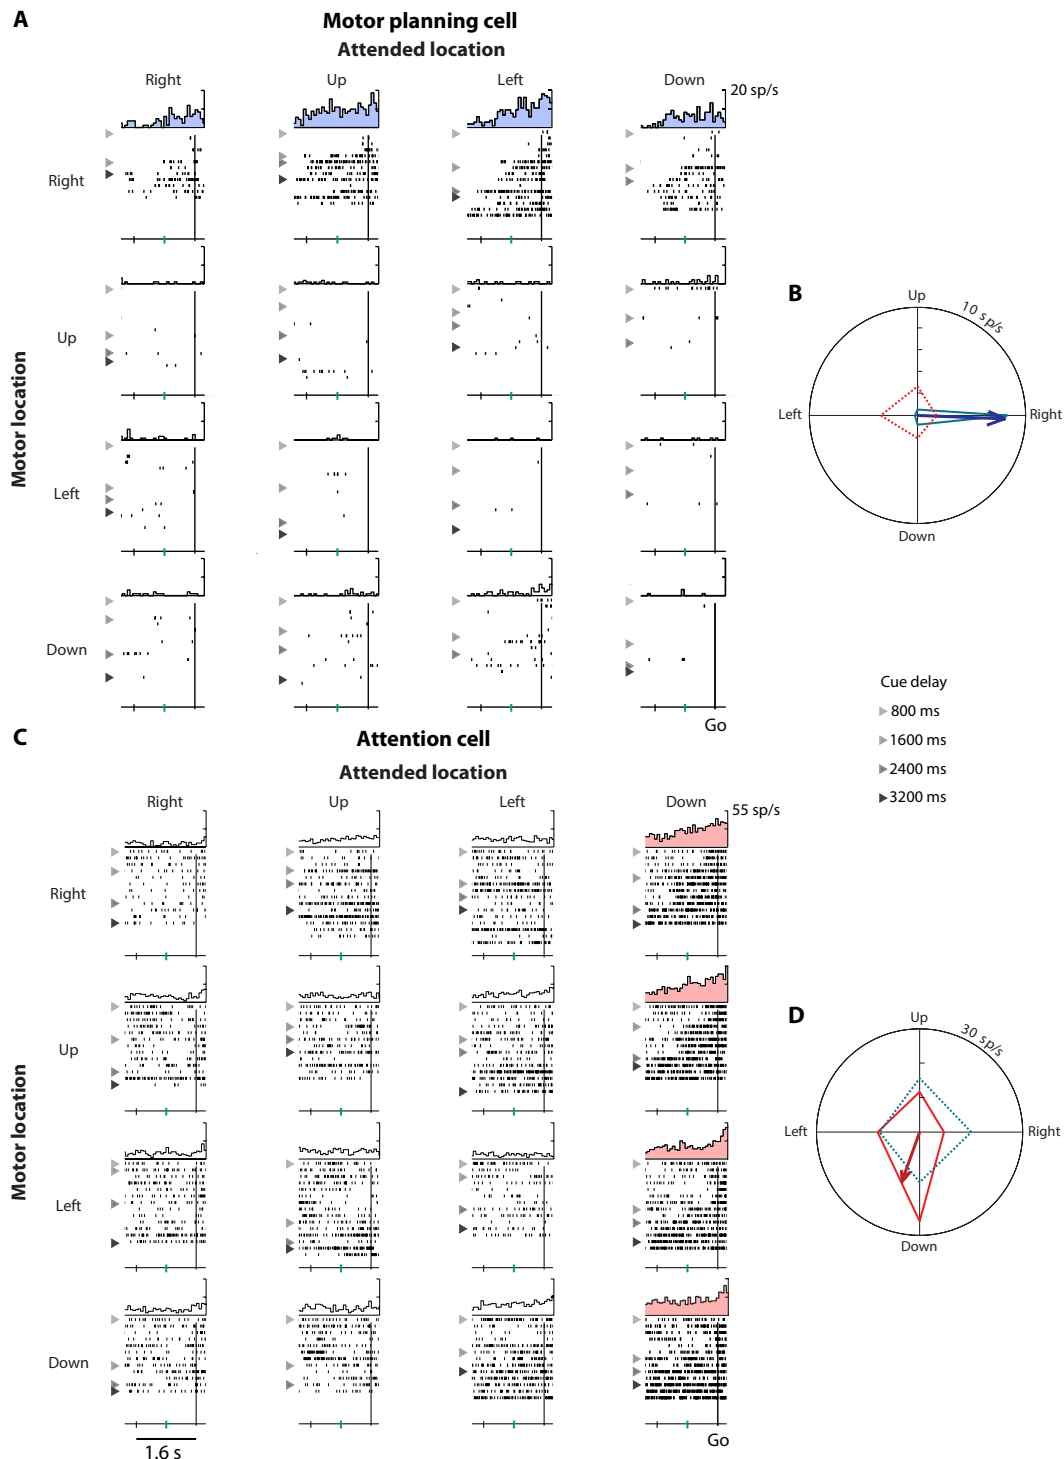 A
Motor planning cell
Attended location
Right Up Left Down
20 sp/s
Right
Up
Left
Down
Motor location
Go
B
Up
10 sp/s
Left
Right
Down
Cue delay
800 ms
1600 ms
2400 ms
3200 ms
C
Attention cell
Attended location
Right Up Left Down
55 sp/s
Right
Up
Left
Down
Motor location
1.6 s
Go
D
Up
30 sp/s
Left
Right
Down